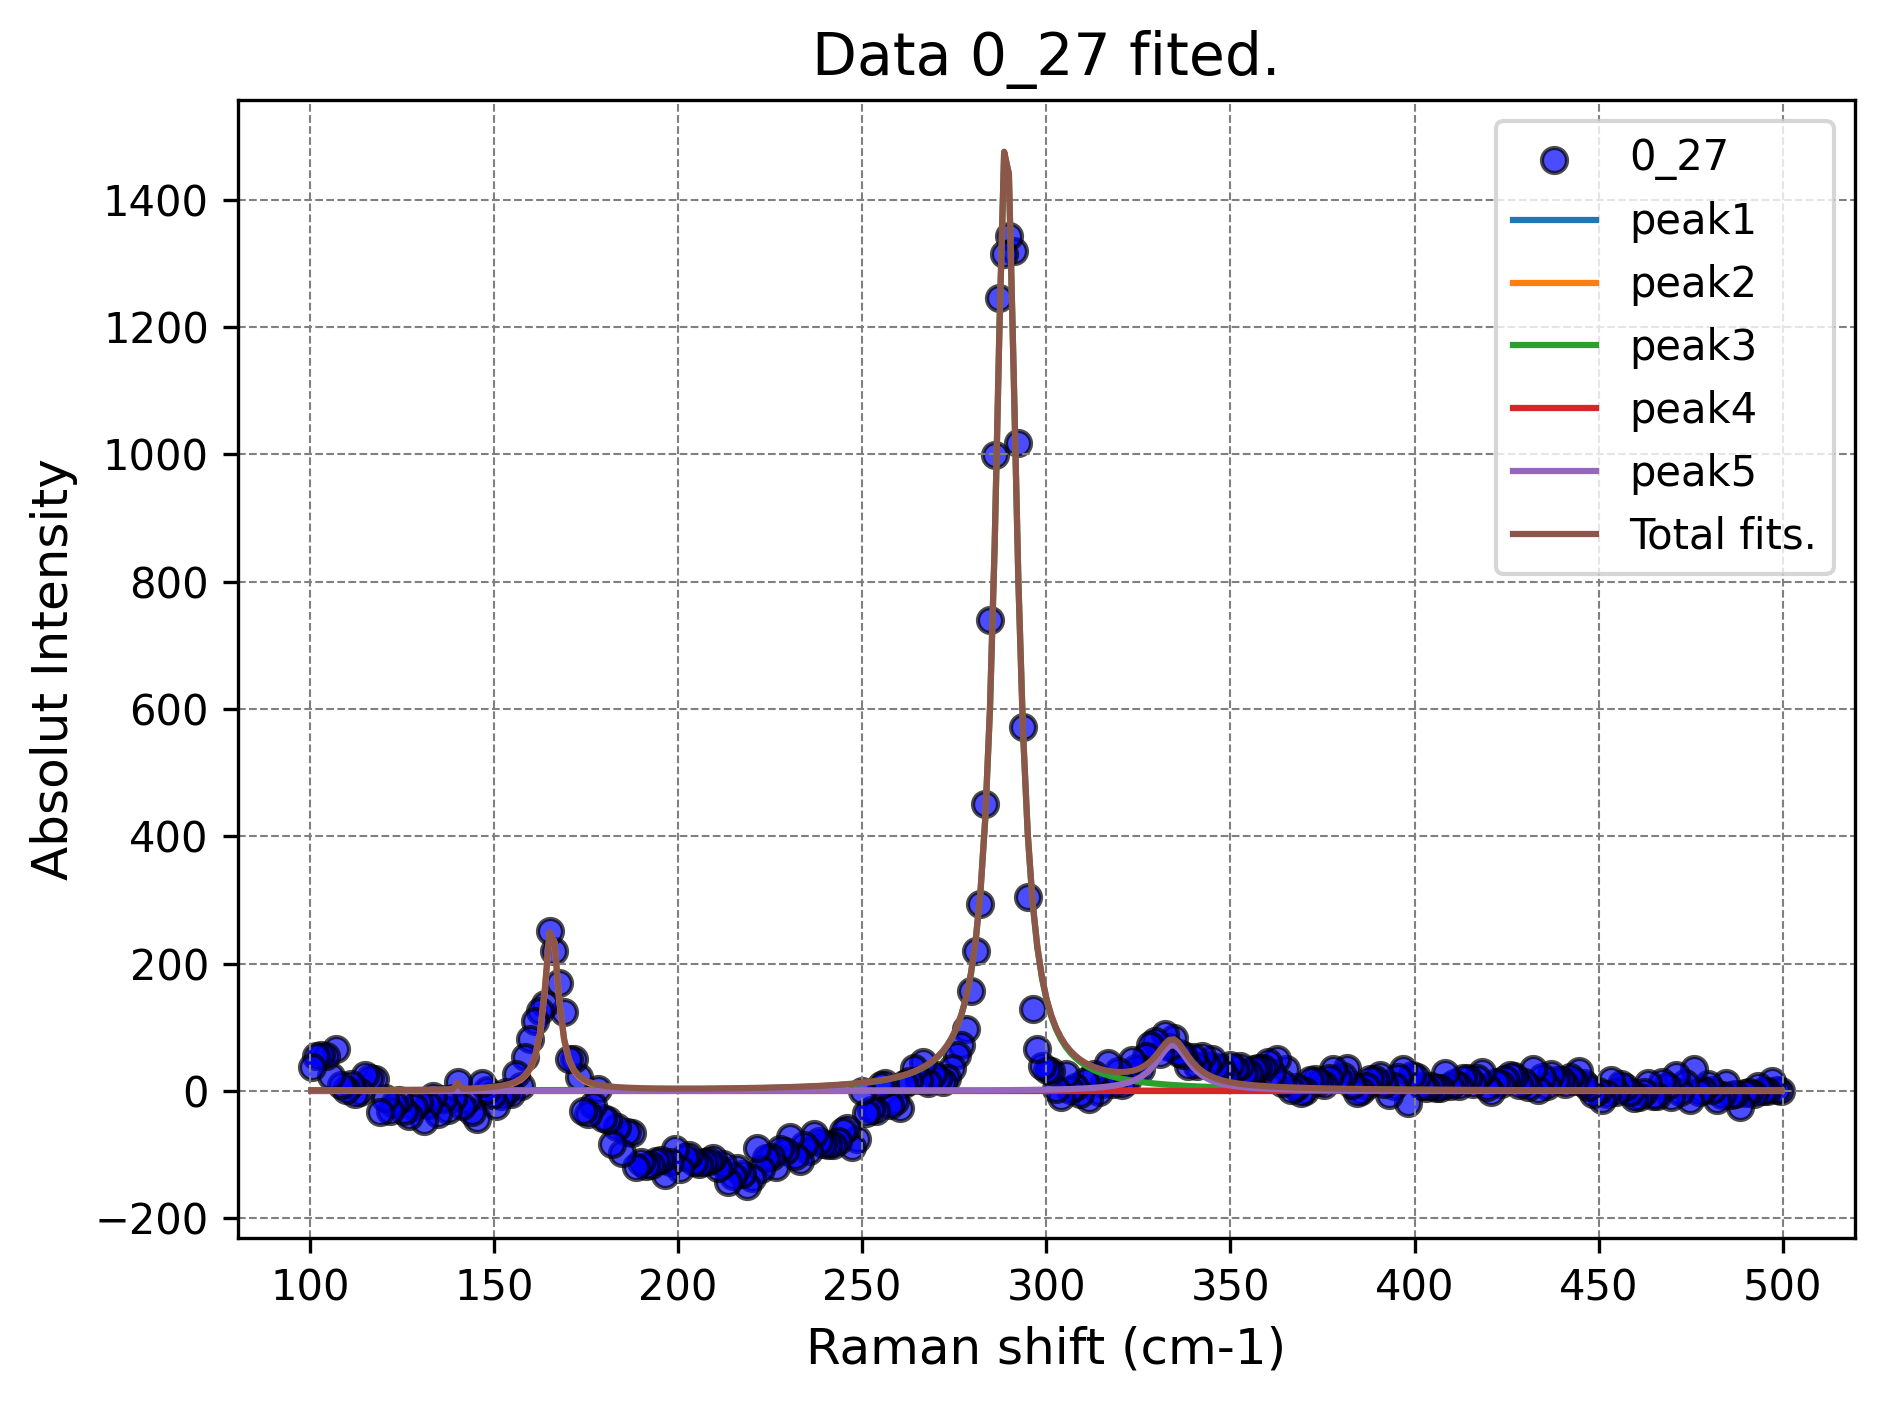 Data 0_27 fited.
0_27
peak1
peak2
peak3
peak4
peak5
Total fits.
Absolut Intensity
1400
1200
1000
800
600
400
200
0
−200
100 150 200 250 300 350 400 450 500
Raman shift (cm-1)